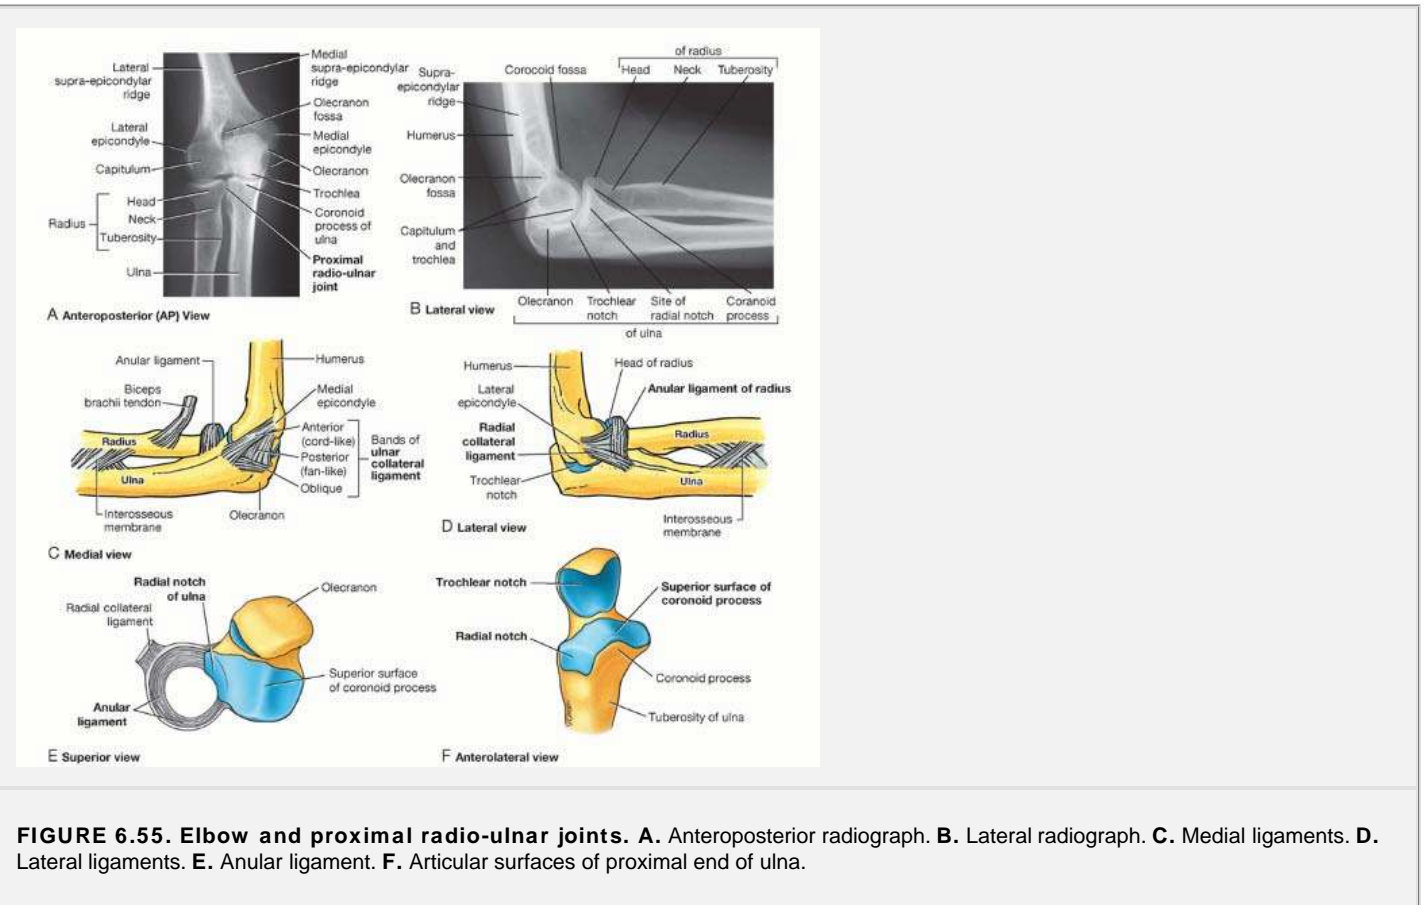 Lateral
supra-epicondylar
ridge
Lateral
epicondyle
Capitulum
Radius
Head
Neck
Tuberosity
Ulna
Medial
supra-epicondylar
ridge
Olecranon
fossa
Medial
epicondyle
Olecranon
Trochlea
Coronoid
process of
ulna
Proximal
radio-ulnar
joint
A Anteroposterior (AP) View
Supra-
epicondylar
ridge
Humerus
Olecranon
fossa
Capitulum
and
trochlea
Corocoid fossa
of radius
Head Neck Tuberosity
Olecranon
Trochlear
notch
Site of
radial notch
Coranoid
process
of ulna
B Lateral view
Anular ligament
Biceps
brachii tendon
Radius
Ulna
Interosseous
membrane
Olecranon
Humerus
Medial
epicondyle
Anterior
(cord-like)
Posterior
(fan-like)
Oblique
Bands of
ulnar
collateral
ligament
C Medial view
Humerus
Lateral
epicondyle
Radial
collateral
ligament
Trochlear
notch
Head of radius
Anular ligament of radius
Radius
Ulna
Interosseous
membrane
D Lateral view
Radial notch
of ulna
Radial collateral
ligament
Anular
ligament
Olecranon
Superior surface
of coronoid process
E Superior view
Trochlear notch
Radial notch
Superior surface of
coronoid process
Coronoid process
Tuberosity of ulna
F Anterolateral view
FIGURE 6.55. Elbow and proximal radio-ulnar joints. A. Anteroposterior radiograph. B. Lateral radiograph. C. Medial ligaments. D.
Lateral ligaments. E. Anular ligament. F. Articular surfaces of proximal end of ulna.